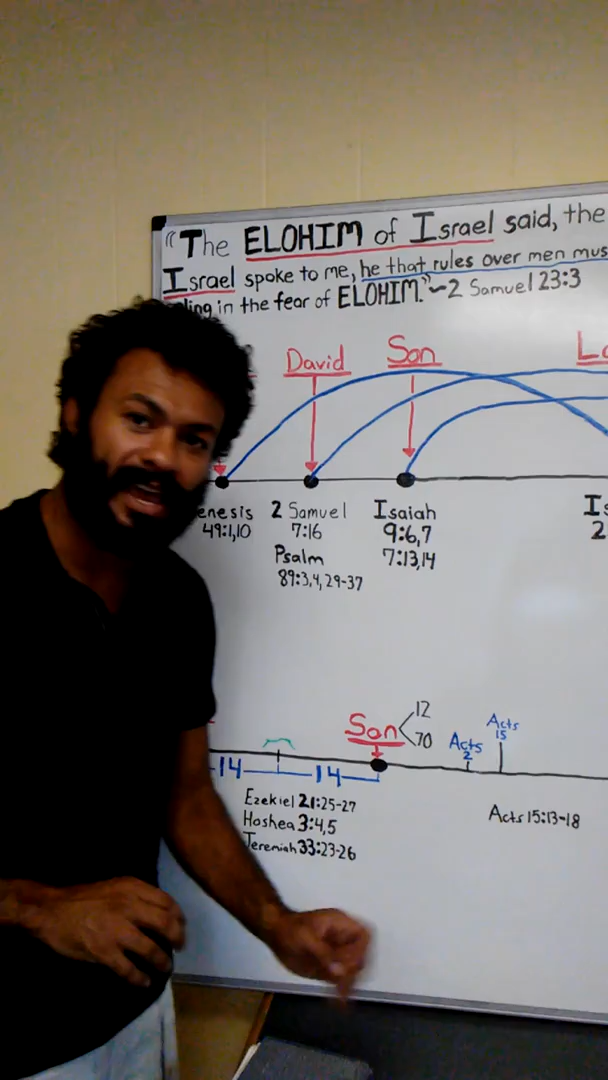 "The ELOHIM of Israel said, the
Israel spoke to me, he that rules over men mus
ling in the fear of ELOHIM."~2 Samuel 23:3
David Son L
enesis 2 Samuel Isaiah Is
49:1,10 7:16 9:6,7 2
Psalm 7:13,14
89:3,4,29-37
Son 12
70 Acts 2 Acts 15
14 14
Ezekiel 21:25-27
Hoshea 3:4,5
Jeremiah 33:23-26
Acts 15:13-18